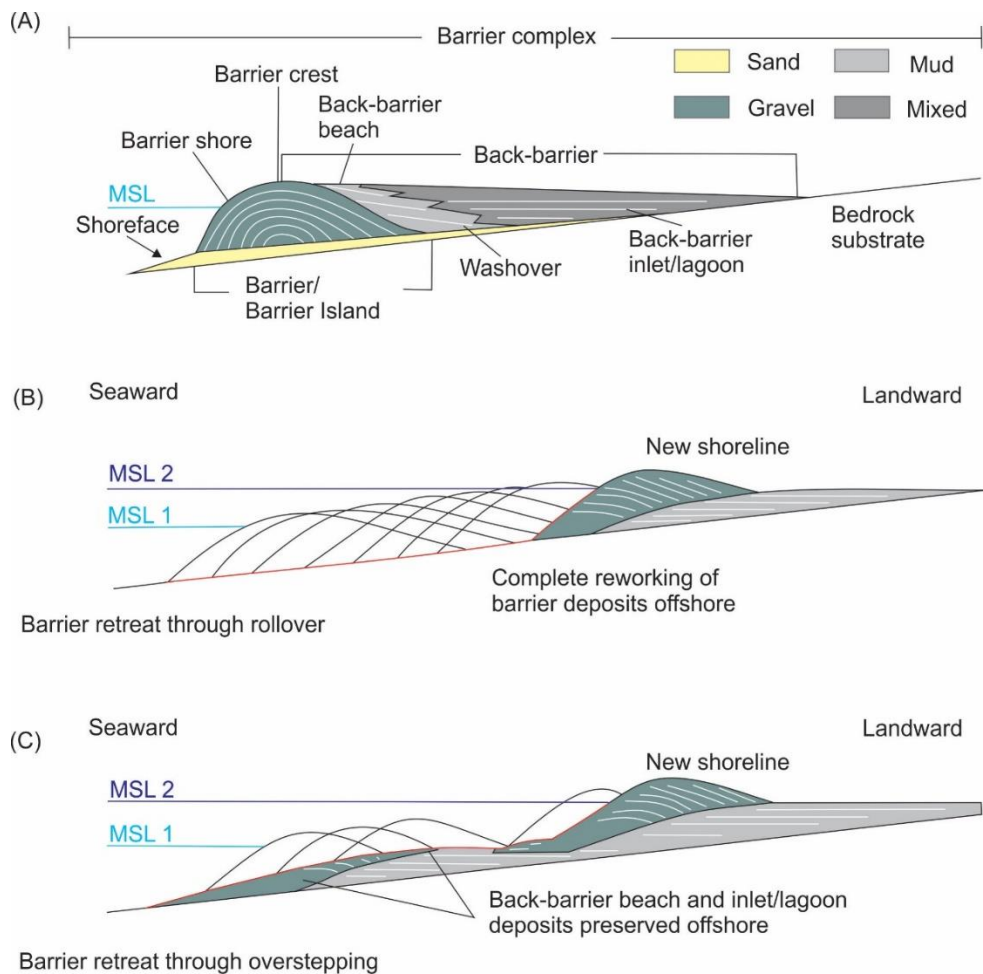 (A)
Barrier complex
Barrier crest
Sand
Mud
Back-barrier
beach
Gravel
Mixed
Barrier shore
Back-barrier
MSL
Shoreface
Bedrock
substrate
Back-barrier
inlet/lagoon
Washover
Barrier/
Barrier Island
(B)
Seaward
Landward
New shoreline
MSL 2
MSL 1
Complete reworking of
barrier deposits offshore
Barrier retreat through rollover
(C)
Seaward
Landward
New shoreline
MSL 2
MSL 1
Back-barrier beach and inlet/lagoon
deposits preserved offshore
Barrier retreat through overstepping